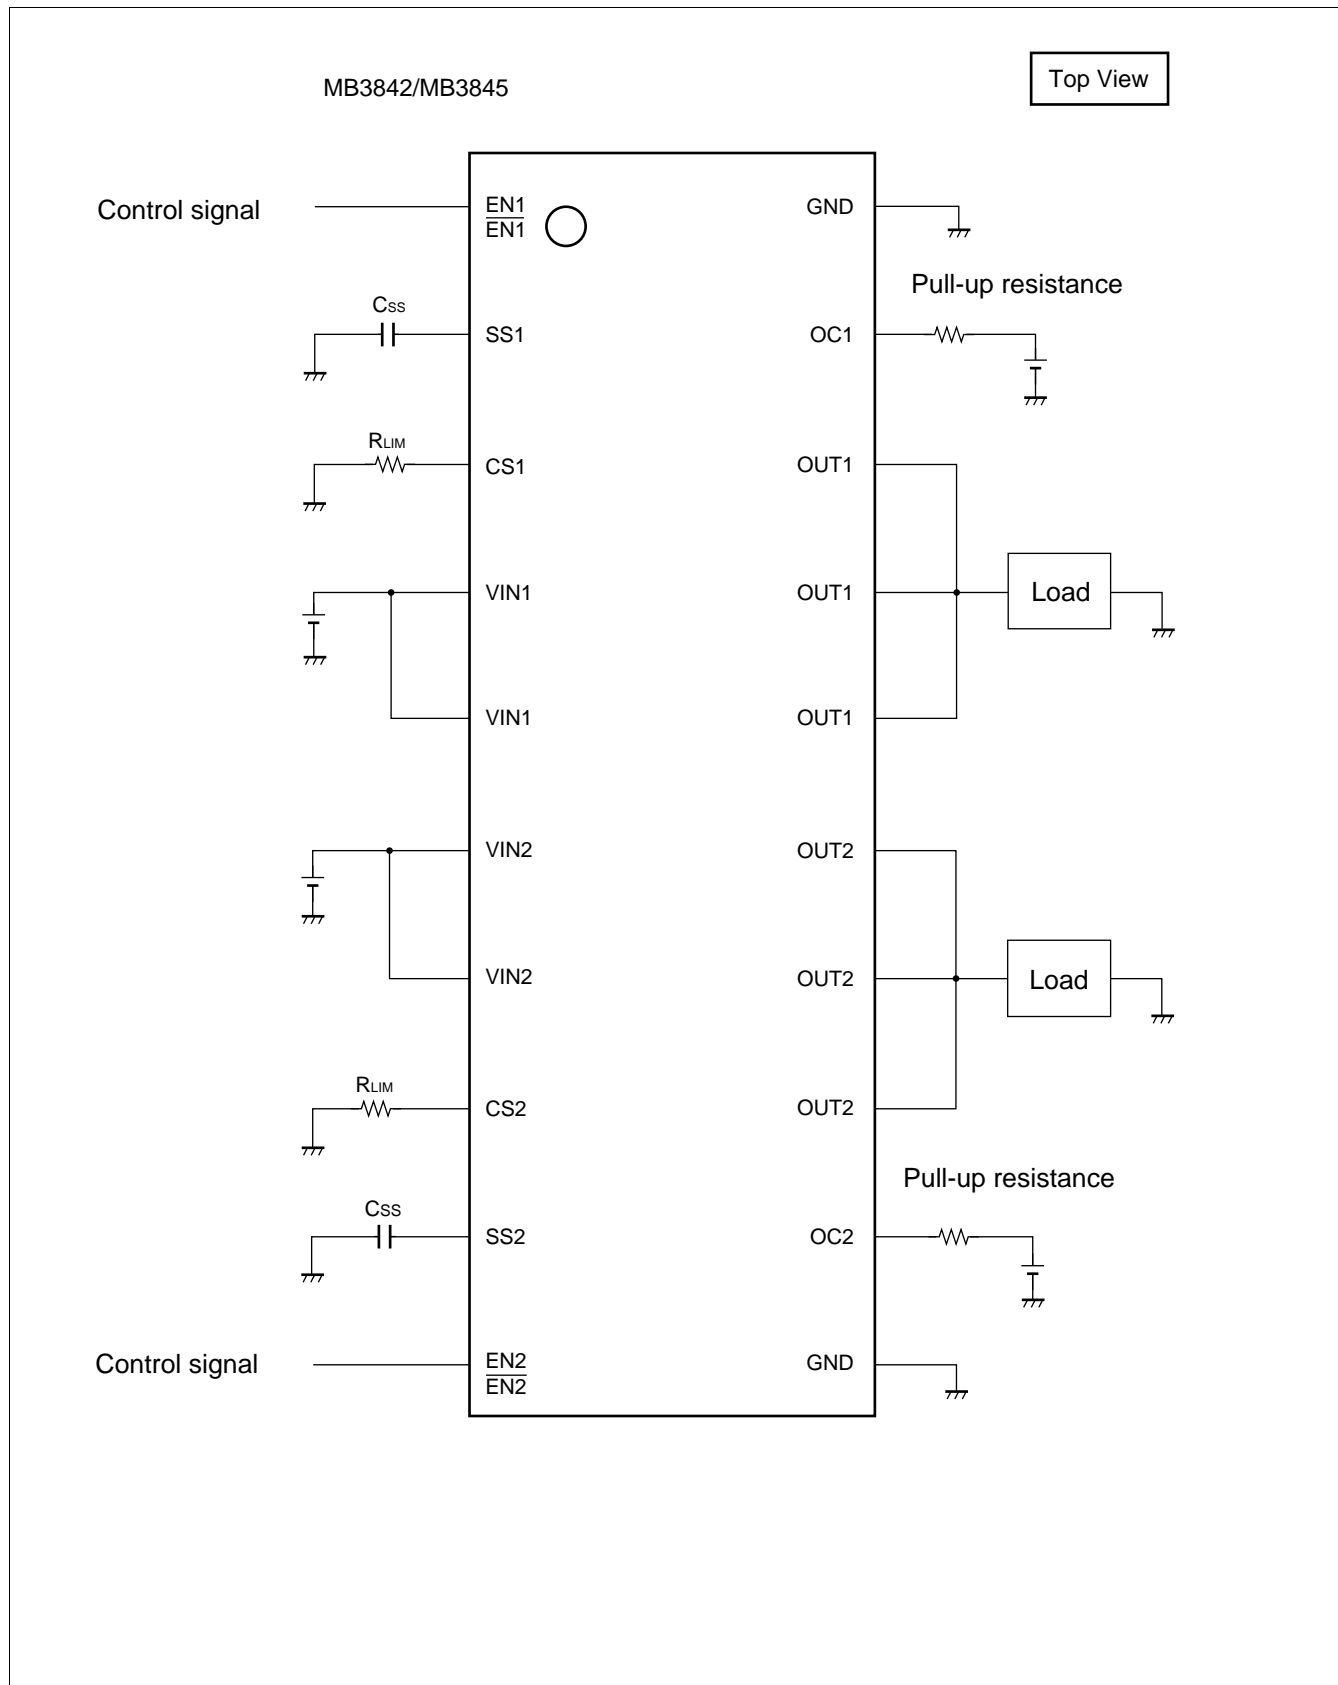 MB3842/MB3845
Top View
Control signal
EN1
EN1
GND
Pull-up resistance
CSS
SS1
OC1
RLIM
CS1
OUT1
VIN1
OUT1
Load
VIN1
OUT1
VIN2
OUT2
VIN2
OUT2
Load
RLIM
CS2
OUT2
Pull-up resistance
CSS
SS2
OC2
Control signal
EN2
EN2
GND